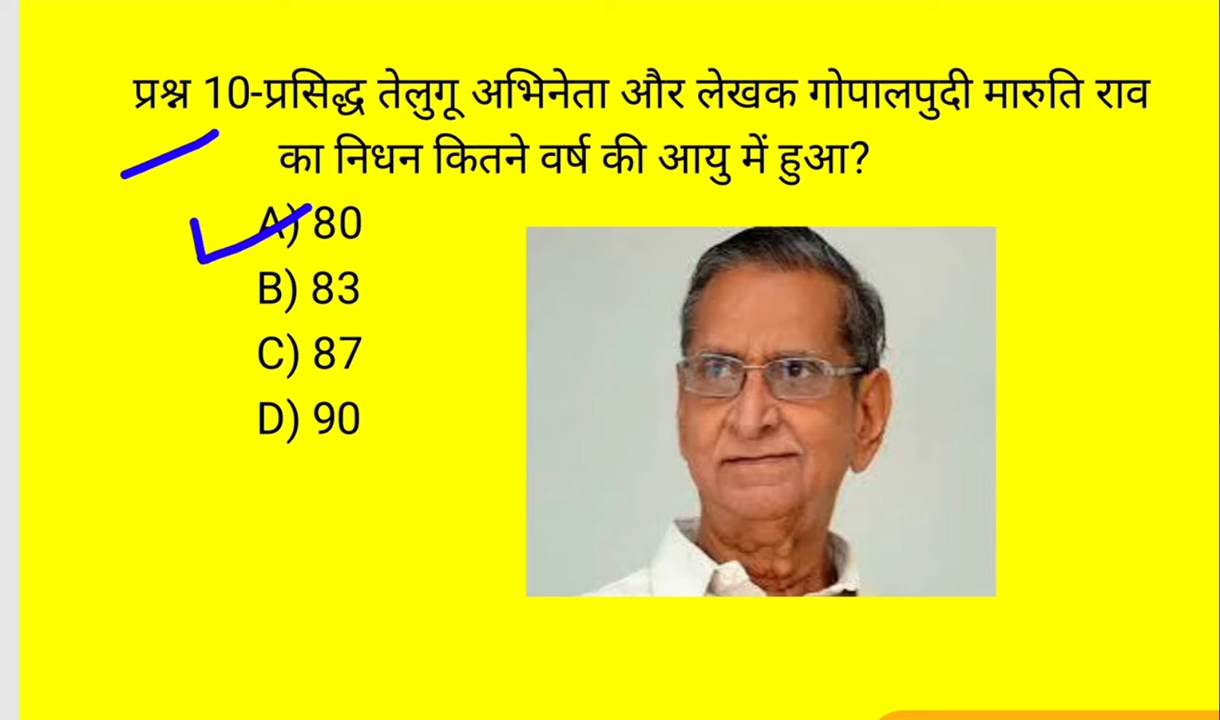 प्रश्न 10-प्रसिद्ध तेलुगू अभिनेता और लेखक गोपालपुदी मारुति राव
का निधन कितने वर्ष की आयु में हुआ?
A) 80
B) 83
C) 87
D) 90